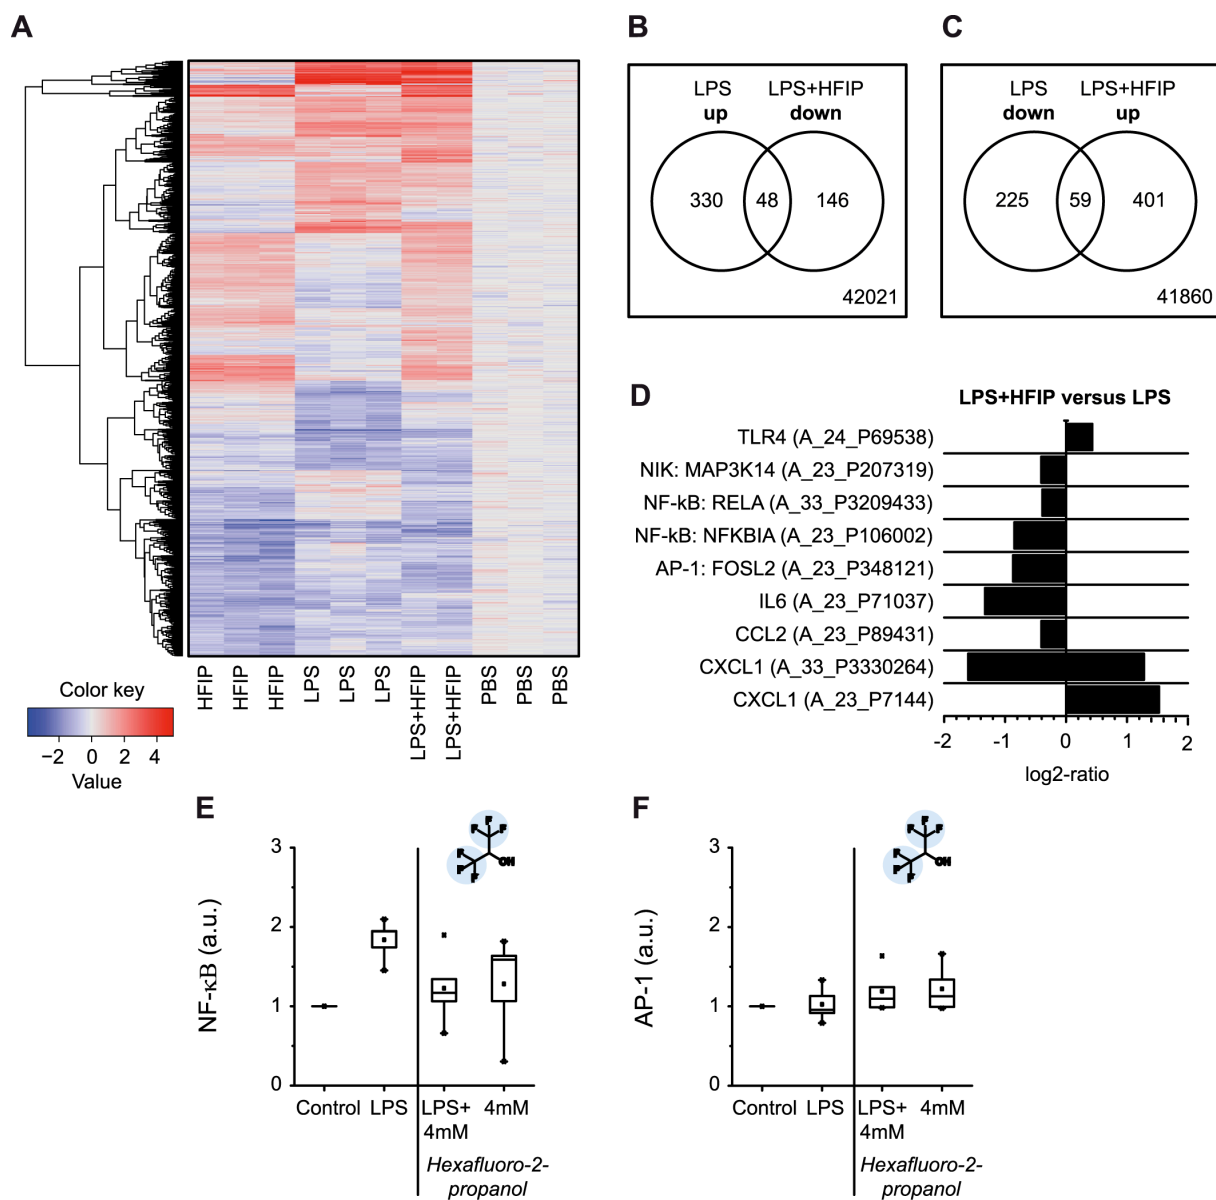 A
B
C
LPS
up
LPS+HFIP
down
330
48
146
42021
LPS
down
LPS+HFIP
up
225
59
401
41860
HFIP
HFIP
HFIP
LPS
LPS
LPS
LPS+HFIP
LPS+HFIP
PBS
PBS
PBS
Color key
−2
0
2
4
Value
D
LPS+HFIP versus LPS
TLR4 (A_24_P69538)
NIK: MAP3K14 (A_23_P207319)
NF-kB: RELA (A_33_P3209433)
NF-kB: NFKBIA (A_23_P106002)
AP-1: FOSL2 (A_23_P348121)
IL6 (A_23_P71037)
CCL2 (A_23_P89431)
CXCL1 (A_33_P3330264)
CXCL1 (A_23_P7144)
-2
-1
0
1
2
log2-ratio
E
NF-κB (a.u.)
3
2
1
0
F
F
F
F
F
F
OH
Control
LPS
LPS+
4mM
4mM
Hexafluoro-2-
propanol
F
AP-1 (a.u.)
3
2
1
0
F
F
F
F
F
F
OH
Control
LPS
LPS+
4mM
4mM
Hexafluoro-2-
propanol